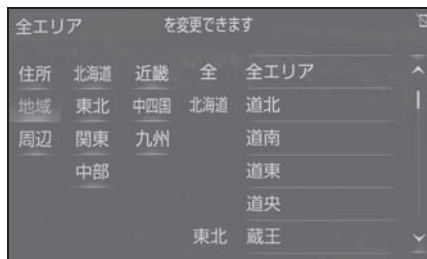 全エリア を変更できます
住所 北海道 近畿 全 全エリア
地域 東北 中四国 北海道 道北
周辺 関東 九州 道南
中部 道東
道央
東北 蔵王